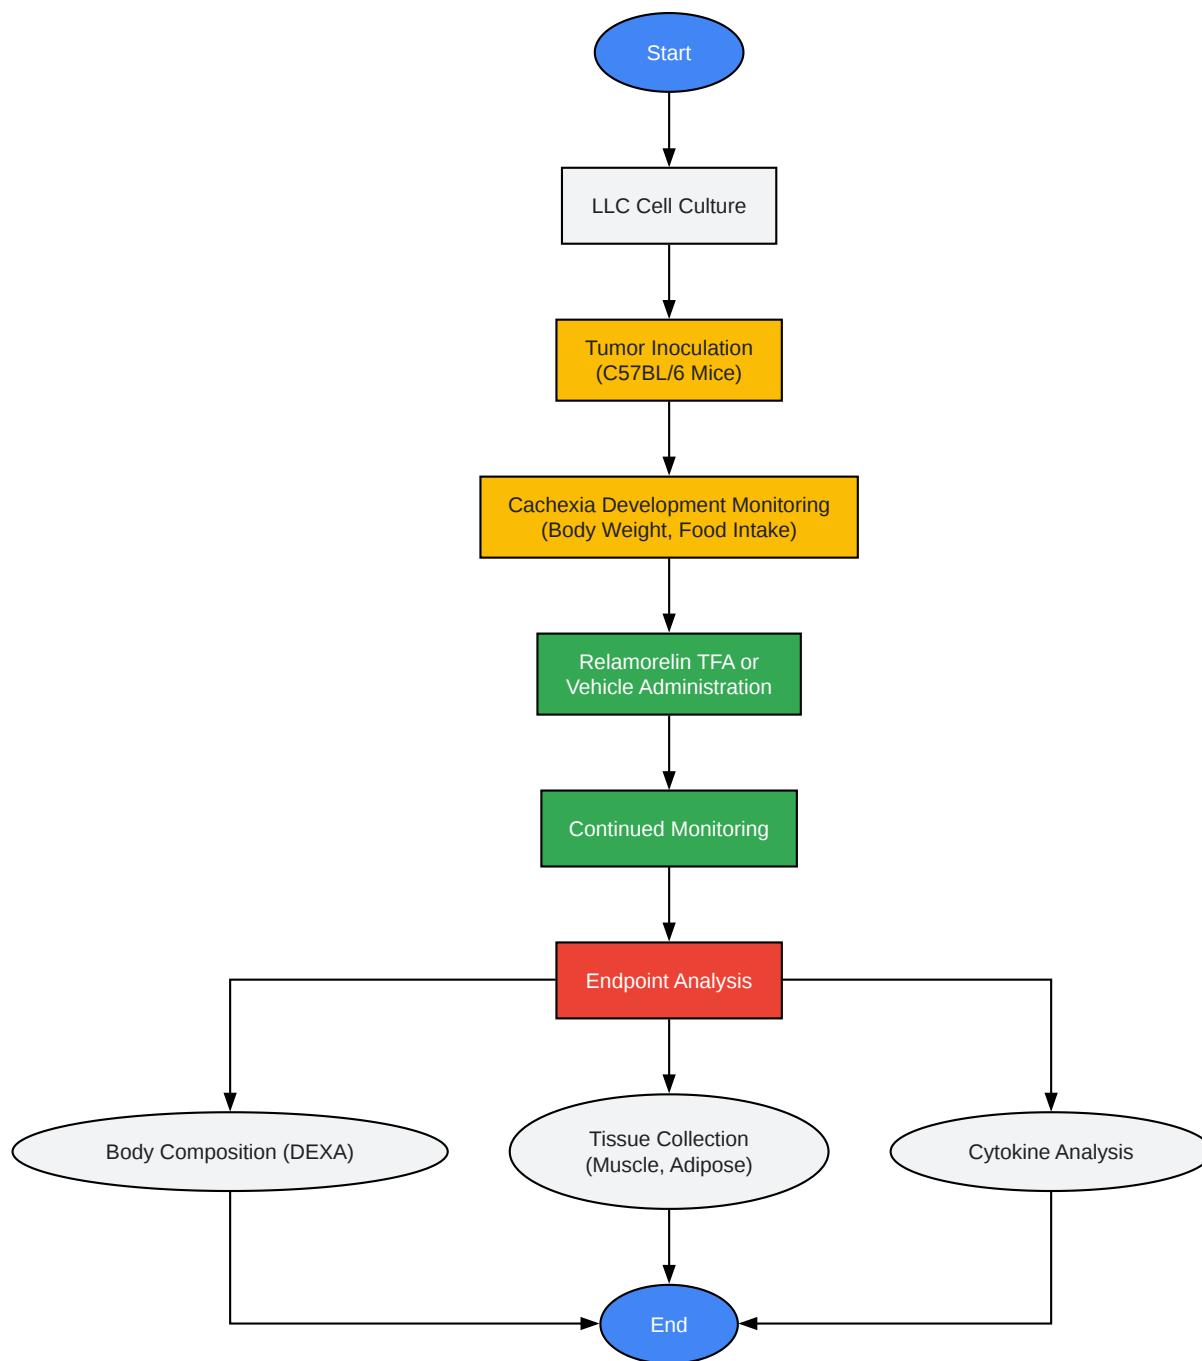 Start
LLC Cell Culture
Tumor Inoculation
(C57BL/6 Mice)
Cachexia Development Monitoring
(Body Weight, Food Intake)
Relamorelin TFA or
Vehicle Administration
Continued Monitoring
Endpoint Analysis
Body Composition (DEXA)
Tissue Collection
(Muscle, Adipose)
Cytokine Analysis
End